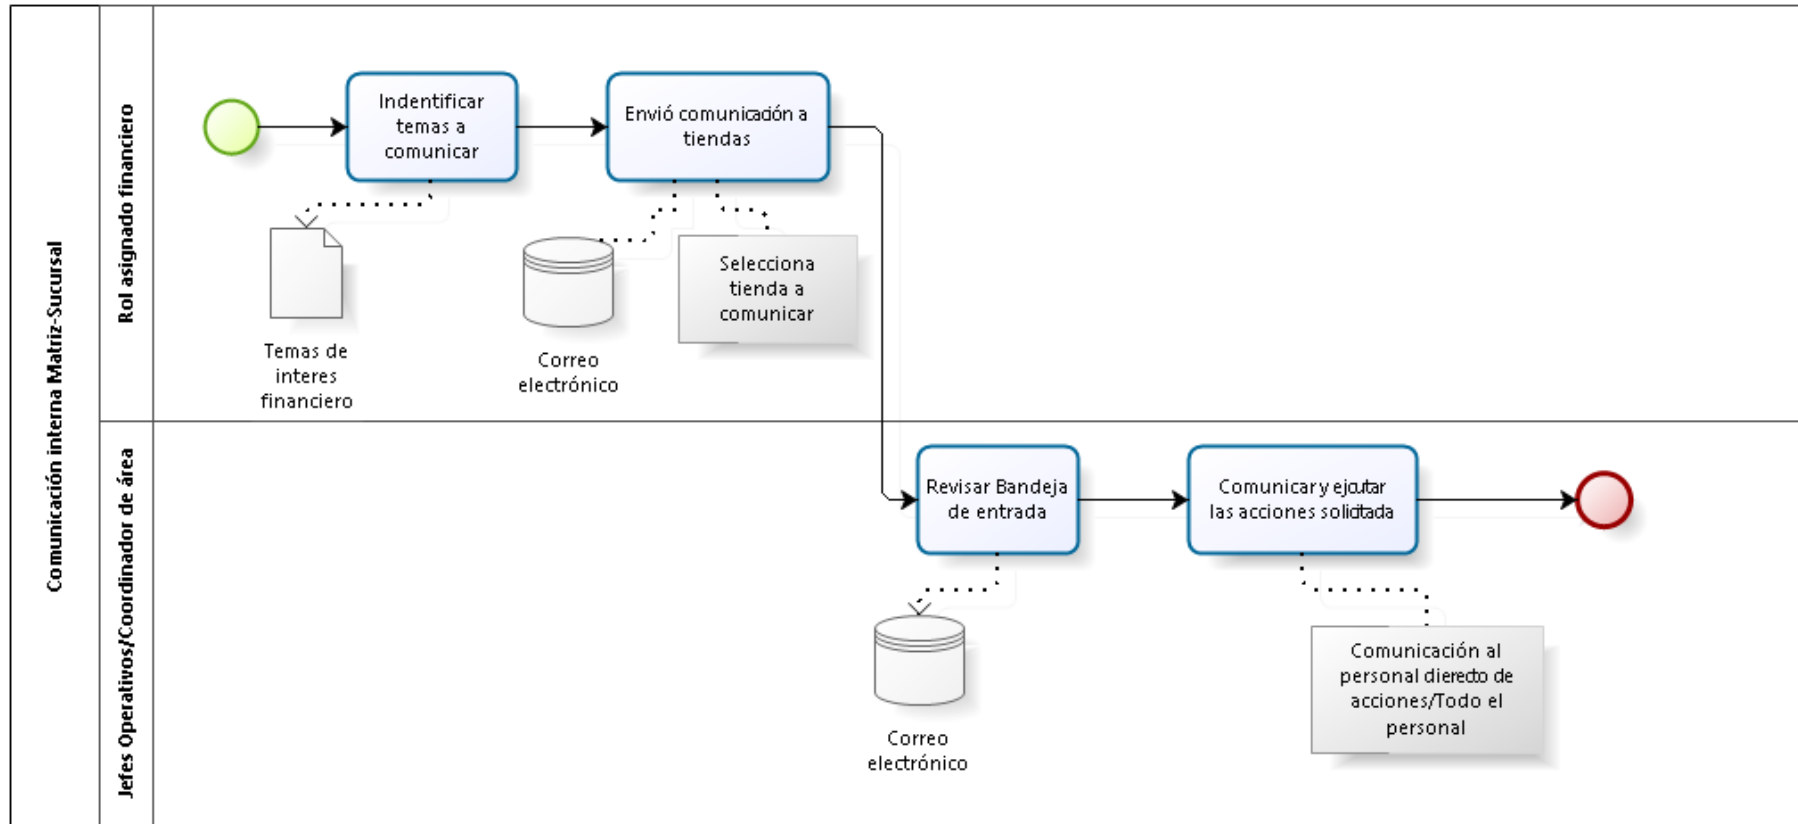 Comunicación interna Matriz-Sucursal
Rol asignado financiero
Indentificar
temas a
comunicar
Envió comunicación a
tiendas
Temas de
interes
financiero
Correo
electrónico
Selecciona
tienda a
comunicar
Jefes Operativos/Coordinador de área
Revisar Bandeja
de entrada
Comunicar y ejcutar
las acciones solicitada
Correo
electrónico
Comunicación al
personal dierecto de
acciones/Todo el
personal